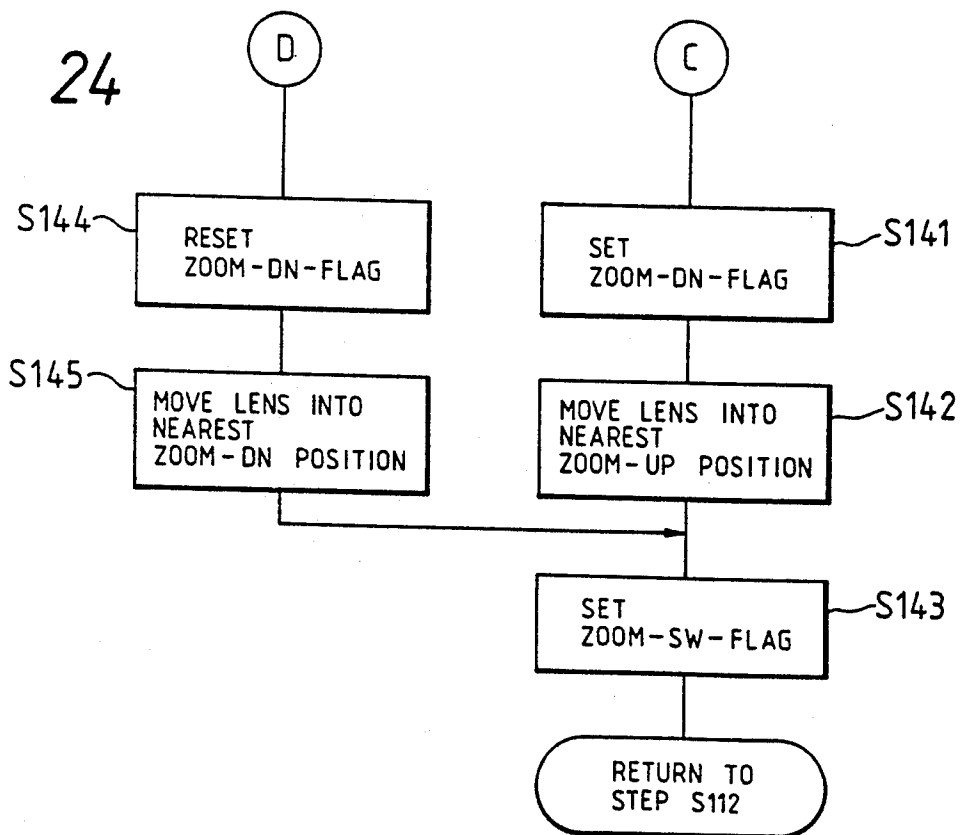 24
D
C
S144
RESET
ZOOM-DN-FLAG
S141
SET
ZOOM-DN-FLAG
S145
MOVE LENS INTO
NEAREST
ZOOM-DN POSITION
S142
MOVE LENS INTO
NEAREST
ZOOM-UP POSITION
S143
SET
ZOOM-SW-FLAG
RETURN TO
STEP S112